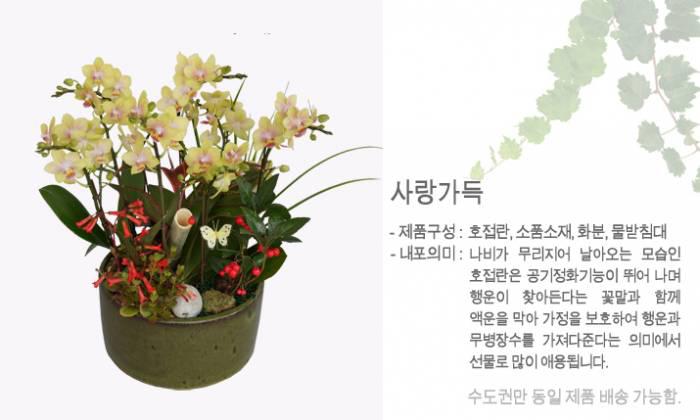 사랑가득
- 제품구성 : 호접란, 소품소재, 화분, 물받침대
- 내포의미 : 나비가 무리지어 날아오는 모습인
호접란은 공기정화기능이 뛰어 나며
행운이 찾아든다는 꽃말과 함께
액운을 막아 가정을 보호하여 행운과
무병장수를 가져다준다는 의미에서
선물로 많이 애용됩니다.
수도권만 동일 제품 배송 가능함.